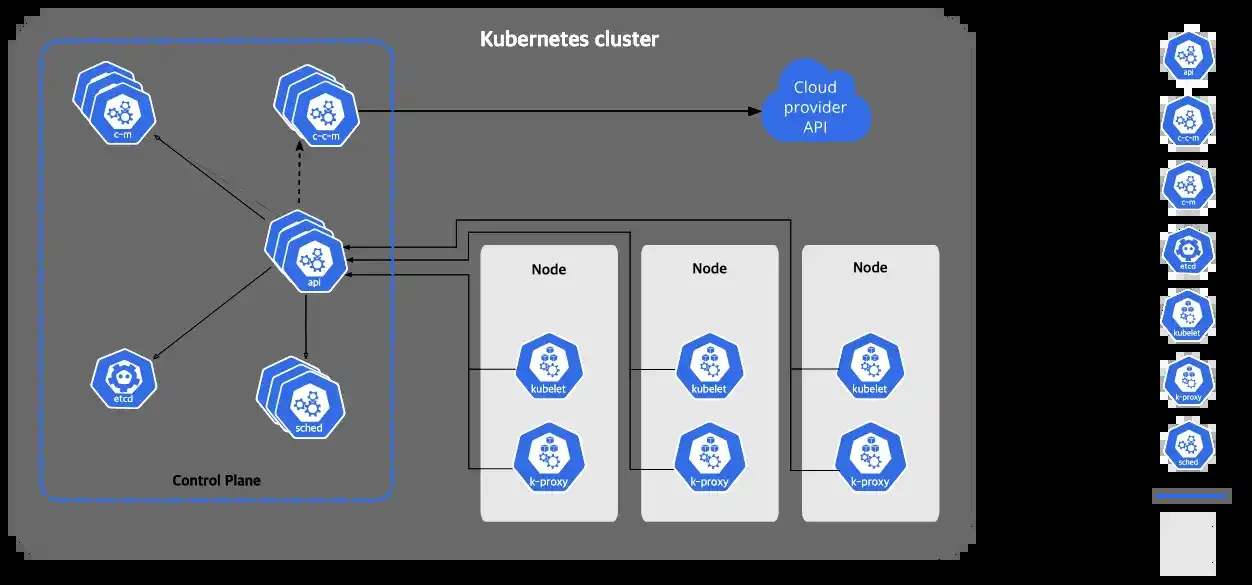 Kubernetes cluster
c-m
c-c-m
Cloud
provider
API
api
etcd
sched
Control Plane
Node
kubelet
k-proxy
Node
kubelet
k-proxy
Node
kubelet
k-proxy
api
c-c-m
c-m
etcd
kubelet
k-proxy
sched